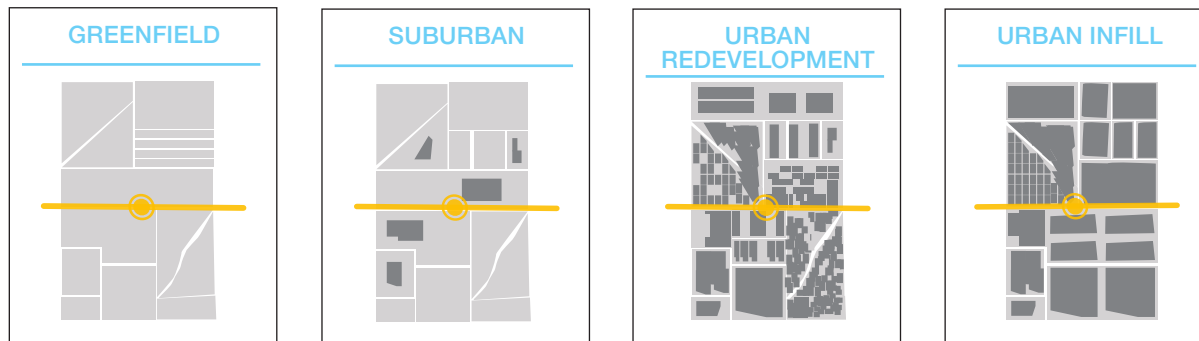 GREENFIELD
SUBURBAN
URBAN
REDEVELOPMENT
URBAN INFILL